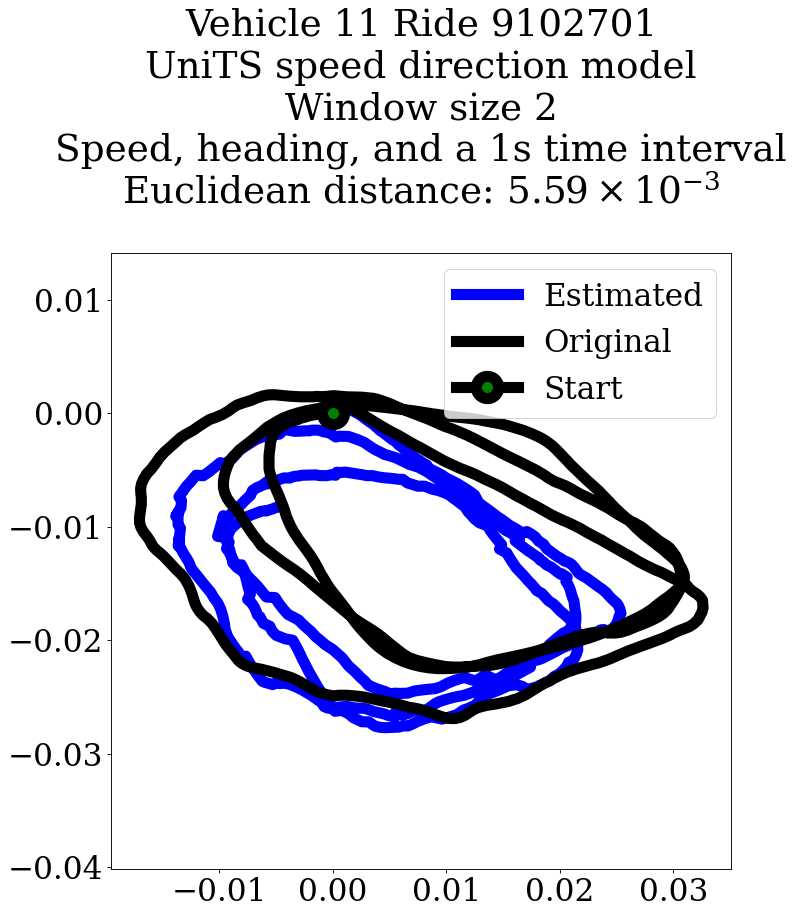 Vehicle 11 Ride 9102701
UniTS speed direction model
Window size 2
Speed, heading, and a 1s time interval
Euclidean distance: 5.59 × 10⁻³
Estimated
Original
Start
0.01
0.00
−0.01
−0.02
−0.03
−0.04
−0.01 0.00 0.01 0.02 0.03